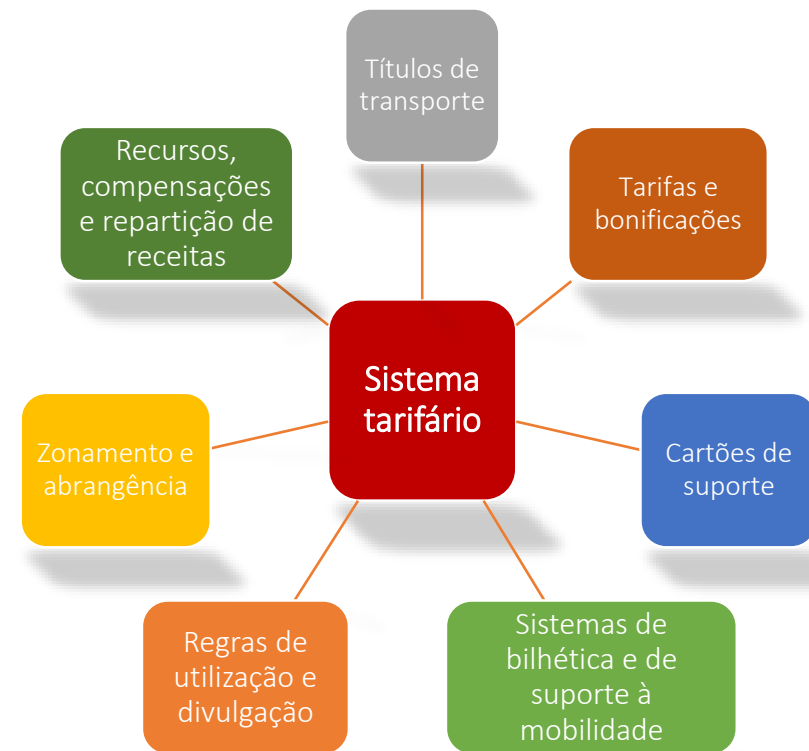 Títulos de
transporte
Recursos,
compensações
e repartição de
receitas
Tarifas e
bonificações
Sistema
tarifário
Zonamento e
abrangência
Cartões de
suporte
Regras de
utilização e
divulgação
Sistemas de
bilhética e de
suporte à
mobilidade